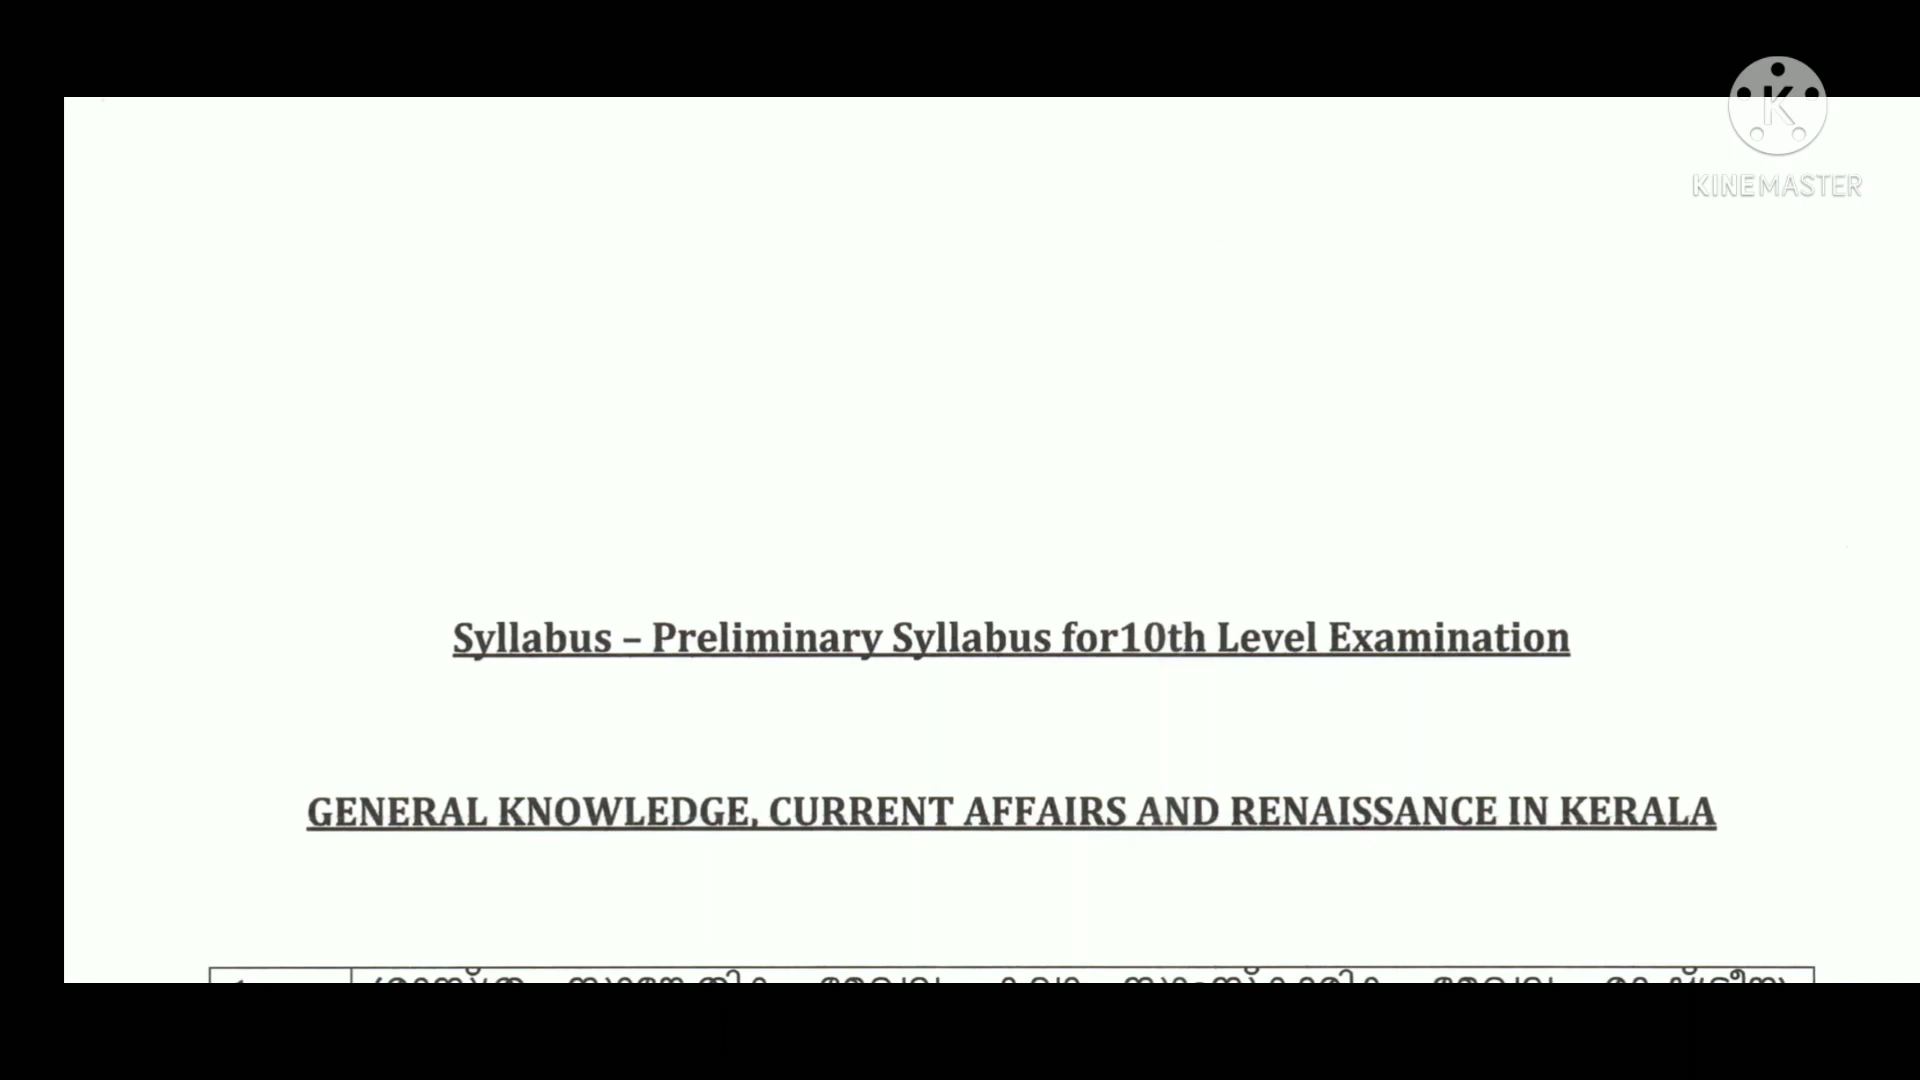 KINEMASTER
Syllabus – Preliminary Syllabus for10th Level Examination
GENERAL KNOWLEDGE, CURRENT AFFAIRS AND RENAISSANCE IN KERALA